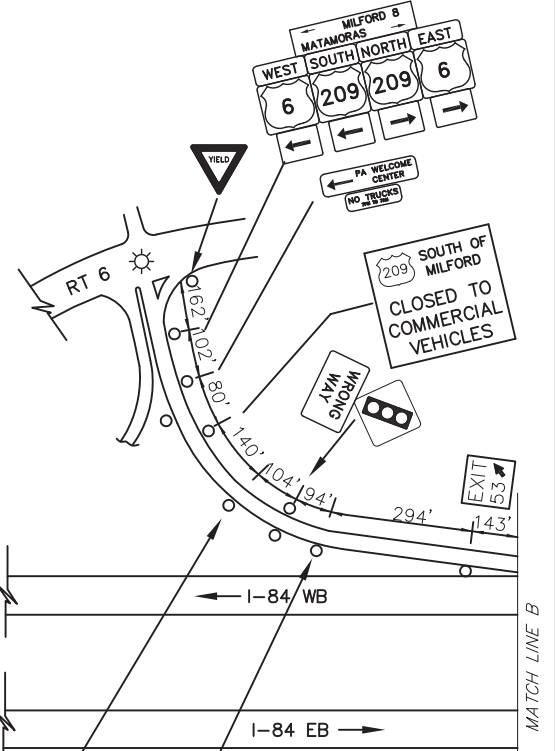 MILFORD 8
MATAMORAS
WEST SOUTH NORTH EAST
6 209 209 6
YIELD
PA WELCOME
CENTER
NO TRUCKS
209 SOUTH OF
MILFORD
CLOSED TO
COMMERCIAL
VEHICLES
RT 6
162'
102'
80'
140'
104'
94'
294'
143'
WRONG
WAY
EXIT
53
I-84 WB
I-84 EB
MATCH LINE B